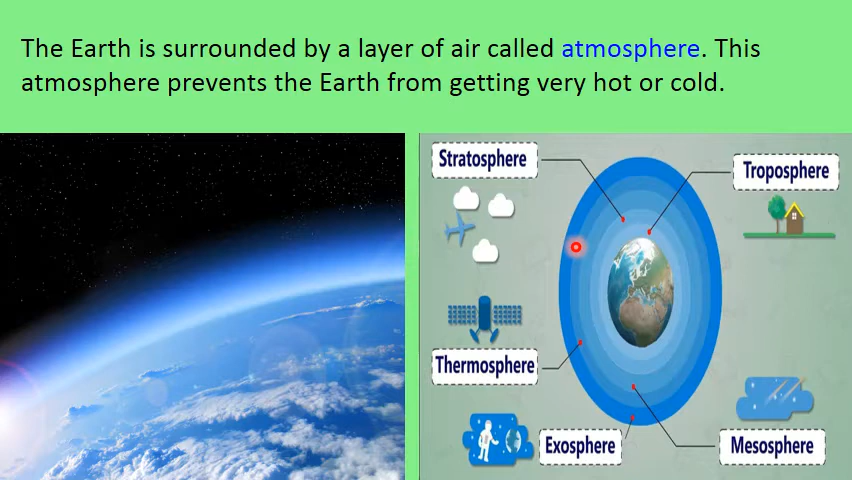 The Earth is surrounded by a layer of air called atmosphere. This
atmosphere prevents the Earth from getting very hot or cold.
Stratosphere
Troposphere
Thermosphere
Exosphere
Mesosphere